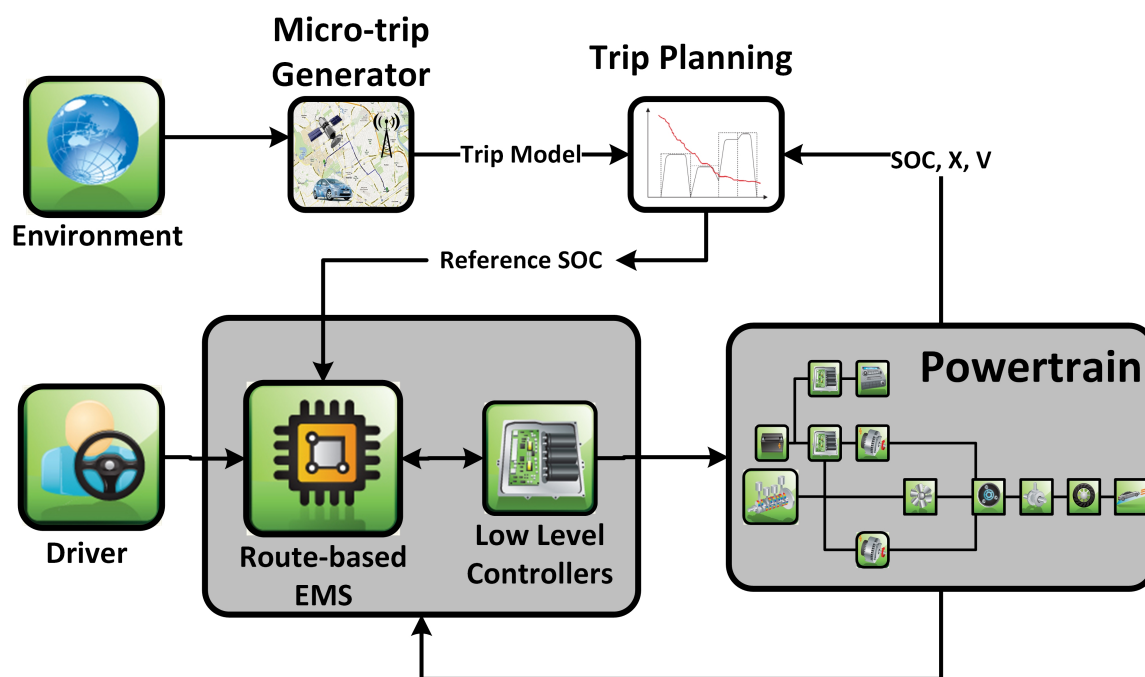 Micro-trip
Generator
Trip Planning
Trip Model
SOC, X, V
Environment
Reference SOC
Powertrain
Driver
Route-based
EMS
Low Level
Controllers